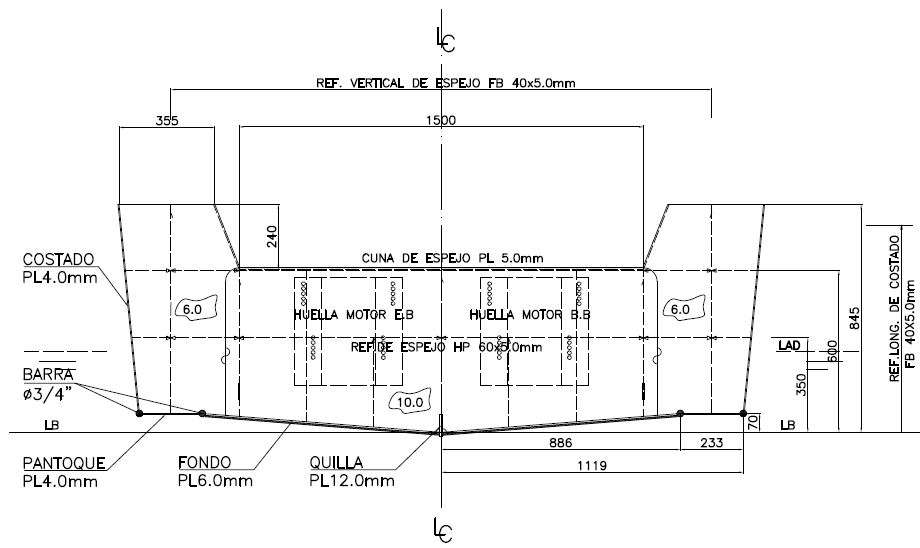 ℄
REF. VERTICAL DE ESPEJO FB 40x5.0mm
355
1500
240
COSTADO
PL4.0mm
CUNA DE ESPEJO PL 5.0mm
6.0
6.0
HUELLA MOTOR E.B
HUELLA MOTOR B.B
REF.DE ESPEJO HP 60x5.0mm
LAD
600
845
REF.LONG. DE COSTADO
FB 40X5.0mm
350
BARRA
ø3/4"
10.0
LB
70
LB
PANTOQUE
PL4.0mm
FONDO
PL6.0mm
QUILLA
PL12.0mm
886
233
1119
℄